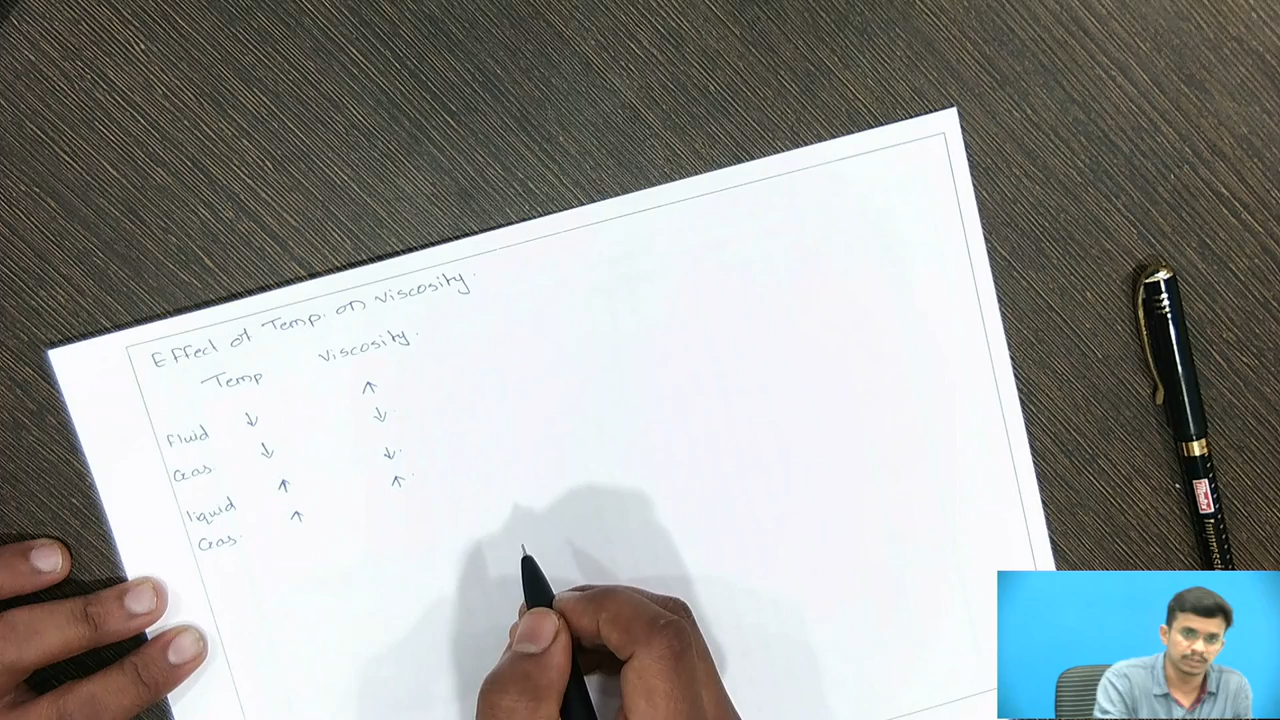 Effect of Temp. on Viscosity.
Temp Viscosity.
Fluid ↓ ↑
Gas ↓ ↓
liquid ↑ ↓
Gas. ↑ ↑